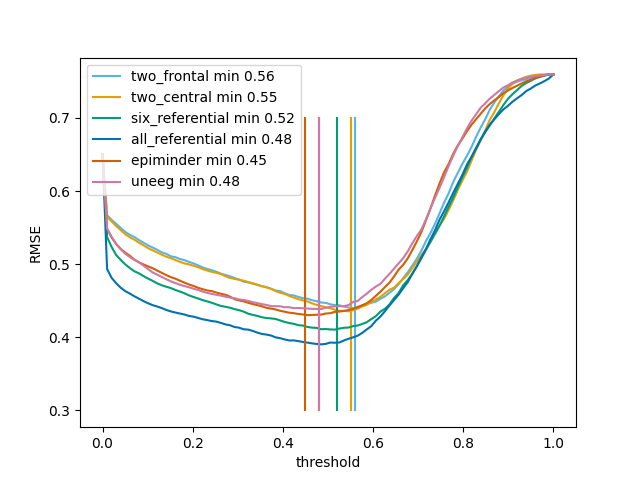 two_frontal min 0.56
two_central min 0.55
six_referential min 0.52
all_referential min 0.48
epiminder min 0.45
uneeg min 0.48
0.7
0.6
0.5
0.4
0.3
RMSE
0.0 0.2 0.4 0.6 0.8 1.0
threshold